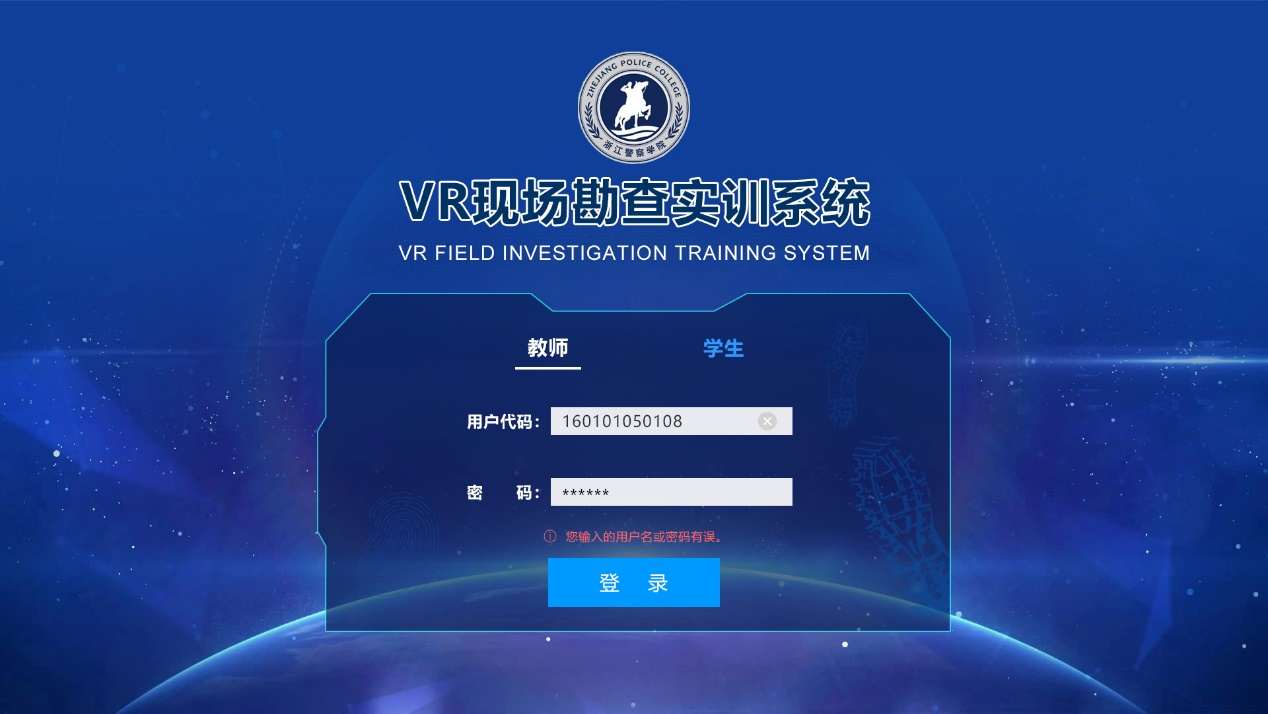 ZHEJIANG POLICE COLLEGE
浙江警察学院
VR现场勘查实训系统
VR FIELD INVESTIGATION TRAINING SYSTEM
教师 学生
用户代码： 160101050108
密 码： ******
您输入的用户名或密码有误。
登 录